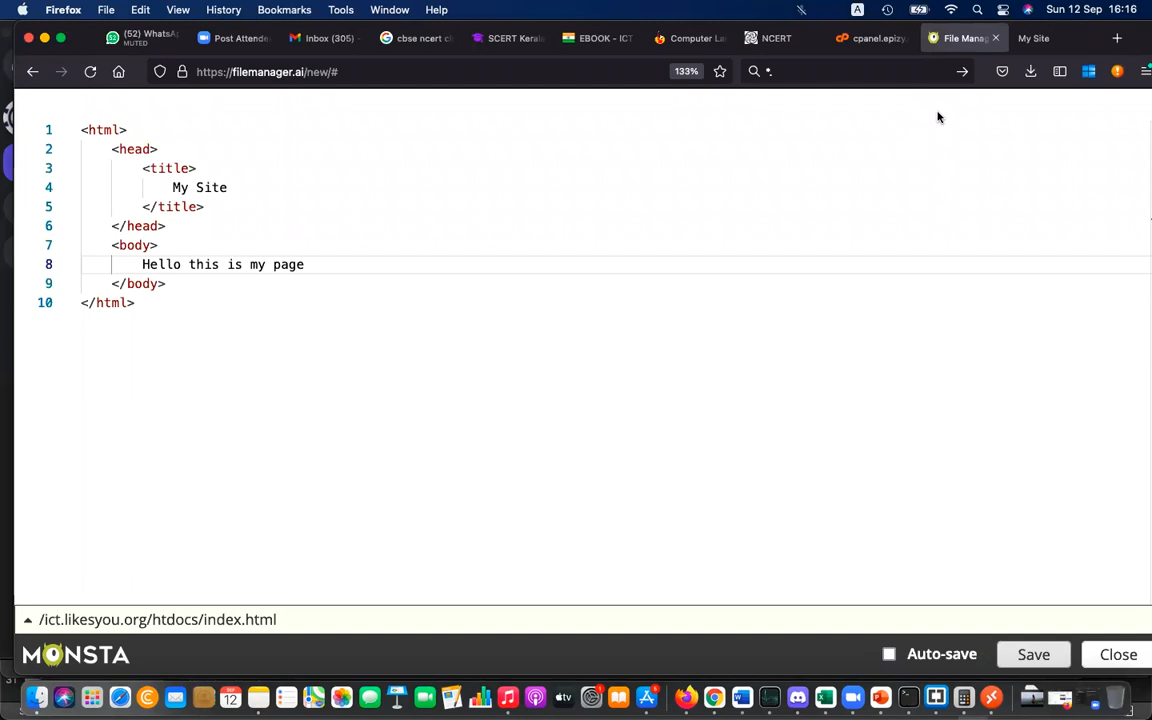 Firefox File Edit View History Bookmarks Tools Window Help A Sun 12 Sep 16:16
(52) WhatsA
MUTED
Post Attende
Inbox (305)
cbse ncert cl
SCERT Kerala
EBOOK - ICT
Computer La
NCERT
cpanel.epizy.
File Manag
My Site
https://filemanager.ai/new/#
133%
*.
1 <html>
2 <head>
3 <title>
4 My Site
5 </title>
6 </head>
7 <body>
8 Hello this is my page
9 </body>
10 </html>
/ict.likesyou.org/htdocs/index.html
MONSTA
Auto-save
Save
Close